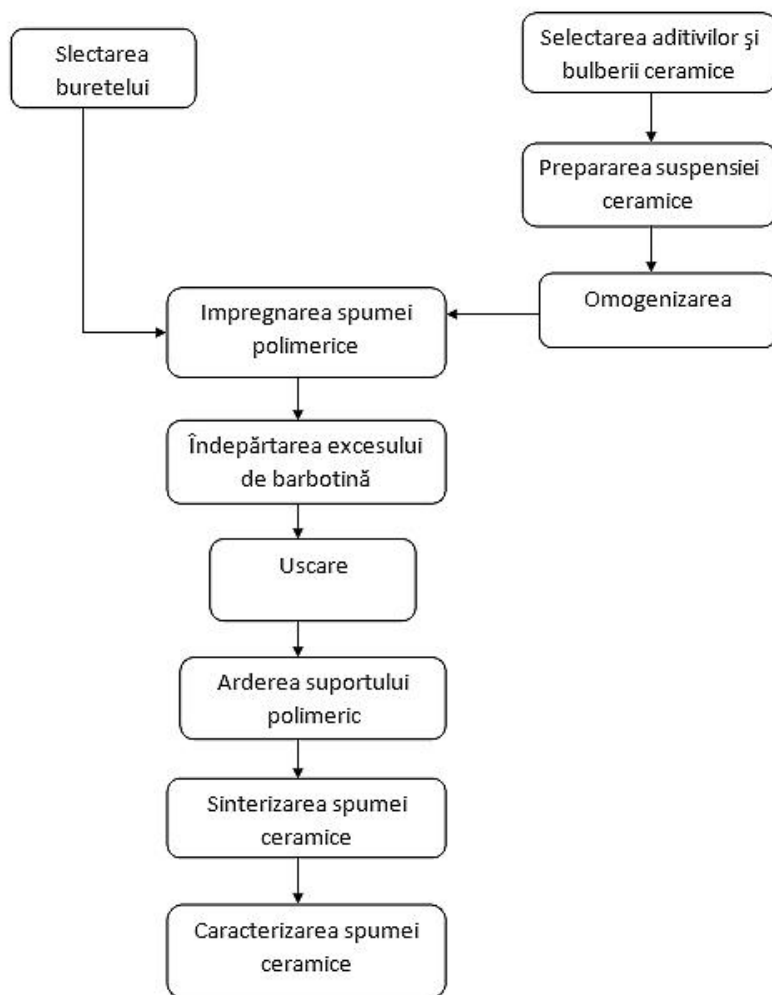 Slectarea
buretelui
Selectarea aditivilor şi
bulberii ceramice
Prepararea suspensiei
ceramice
Omogenizarea
Impregnarea spumei
polimerice
Îndepărtarea excesului
de barbotină
Uscare
Arderea suportului
polimeric
Sinterizarea spumei
ceramice
Caracterizarea spumei
ceramice